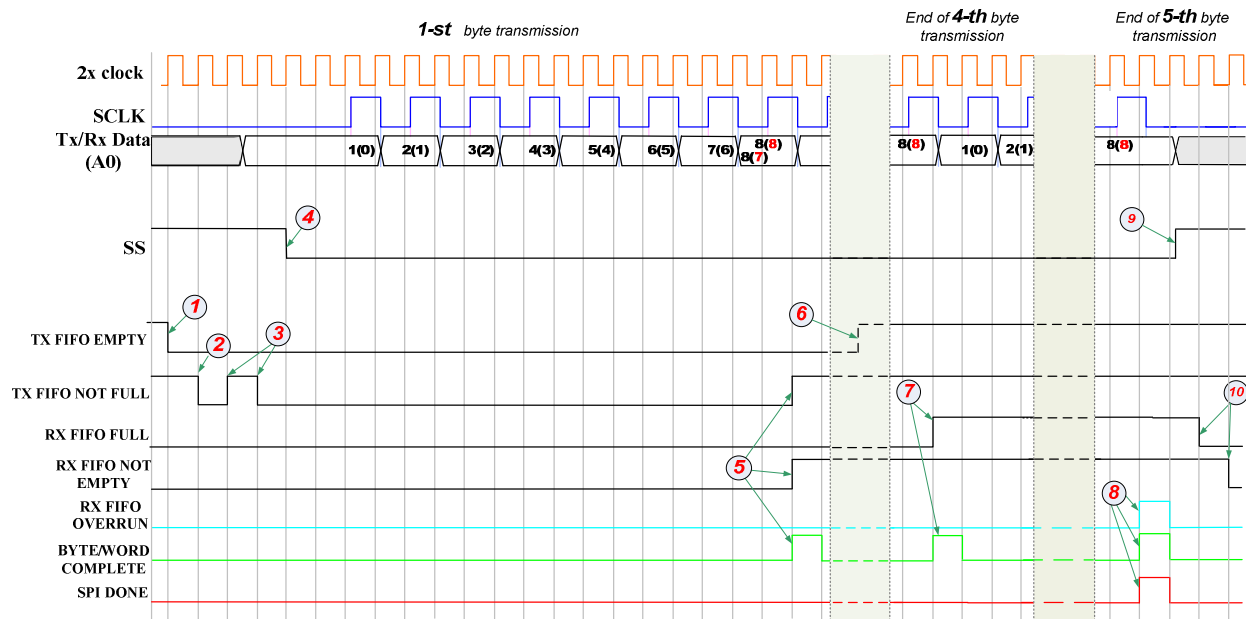 1-st byte transmission
End of 4-th byte
transmission
End of 5-th byte
transmission
2x clock
SCLK
Tx/Rx Data
(A0)
1(0) 2(1) 3(2) 4(3) 5(4) 6(5) 7(6) 8(8) 8(8) 1(0) 2(1) 8(8)
8(7)
4
9
SS
1
6
2
3
TX FIFO EMPTY
TX FIFO NOT FULL
7
10
RX FIFO FULL
5
RX FIFO NOT
EMPTY
8
RX FIFO
OVERRUN
BYTE/WORD
COMPLETE
SPI DONE